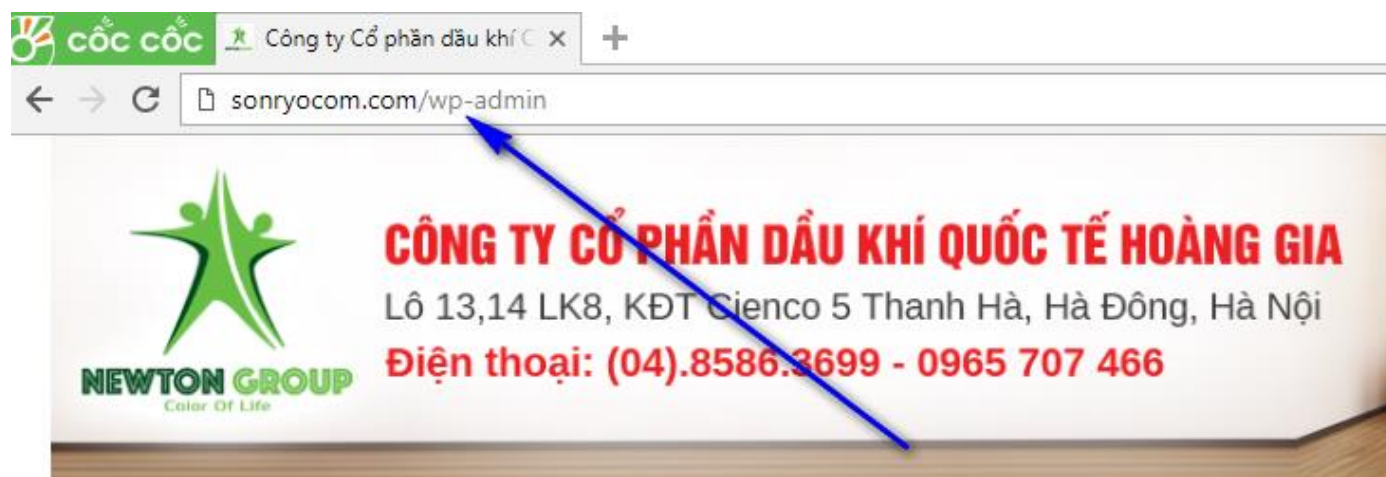 cốc cốc
Công ty Cổ phần dầu khí C
sonryocom.com/wp-admin
CÔNG TY CỔ PHẦN DẦU KHÍ QUỐC TẾ HOÀNG GIA
Lô 13,14 LK8, KĐT Cienco 5 Thanh Hà, Hà Đông, Hà Nội
Điện thoại: (04).8586.3699 - 0965 707 466
NEWTON GROUP
Color Of Life